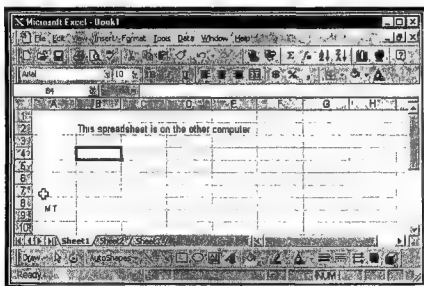 Microsoft Excel - Book1
File Edit View Insert Format Tools Data Window Help
Arial 10
B4
A B C D E F G H
1
2 This spreadsheet is on the other computer
3
4
5
6
7
8 MT
9
10
Sheet1 Sheet2 Sheet3
Draw AutoShapes
Ready NUM